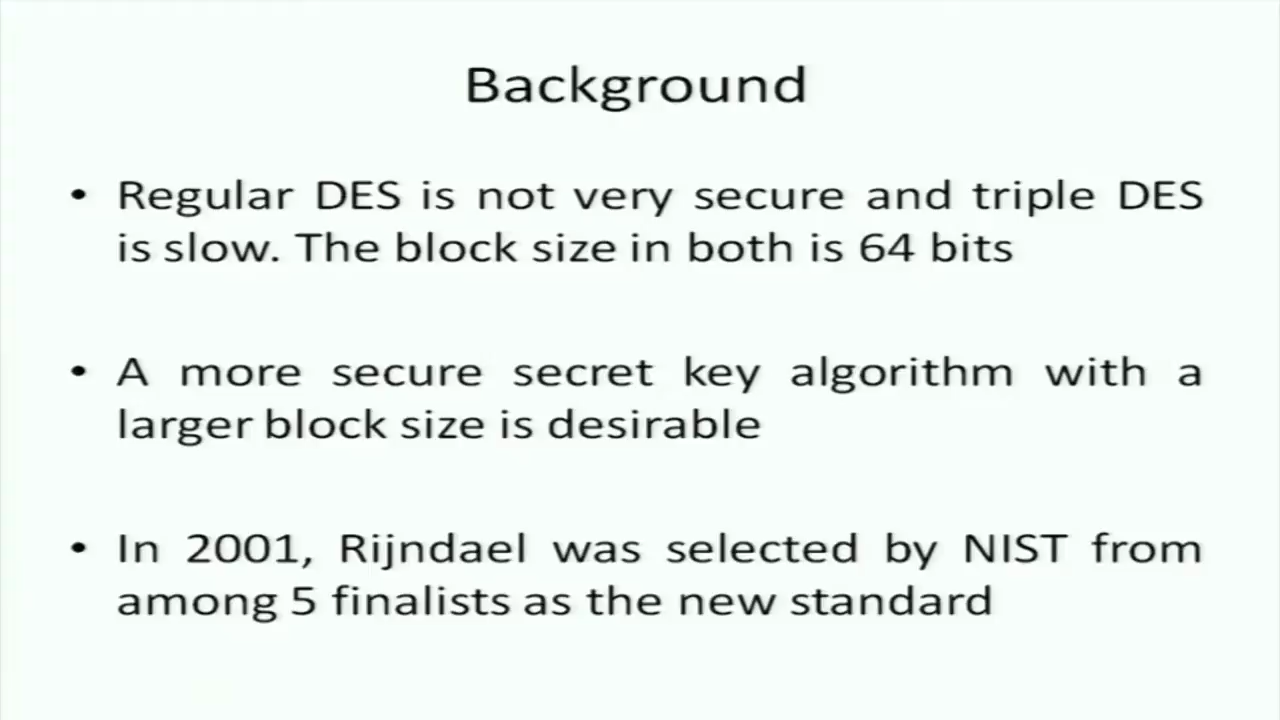 Background
• Regular DES is not very secure and triple DES
is slow. The block size in both is 64 bits
• A more secure secret key algorithm with a
larger block size is desirable
• In 2001, Rijndael was selected by NIST from
among 5 finalists as the new standard